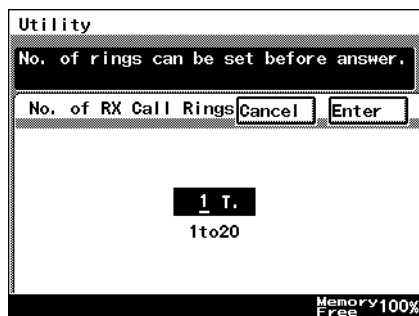 Utility
No. of rings can be set before answer.
No. of RX Call Rings Cancel Enter
1 T.
1to20
Memory Free 100%